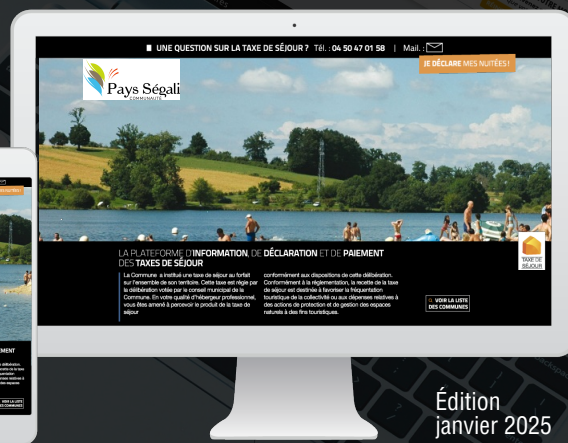 UNE QUESTION SUR LA TAXE DE SÉJOUR ? Tél. : 04 50 47 01 58 | Mail. :
JE DÉCLARE MES NUITÉES !
Pays Ségali
COMMUNAUTÉ
LA PLATEFORME D'INFORMATION, DE DÉCLARATION ET DE PAIEMENT
DES TAXES DE SÉJOUR
La Commune a institué une taxe de séjour au forfait
sur l'ensemble de son territoire. Cette taxe est régie par
la délibération votée par le conseil municipal de la
Commune. En votre qualité d'hébergeur professionnel,
vous êtes amené à percevoir le produit de la taxe de
séjour
conformément aux dispositions de cette délibération.
Conformément à la réglementation, la recette de la taxe
de séjour est destinée à favoriser la fréquentation
touristique de la collectivité ou aux dépenses relatives à
des actions de protection et de gestion des espaces
naturels à des fins touristiques.
TAXE DE
SÉJOUR
VOIR LA LISTE
DES COMMUNES
VOIR LA LISTE
DES COMMUNES
Édition
janvier 2025